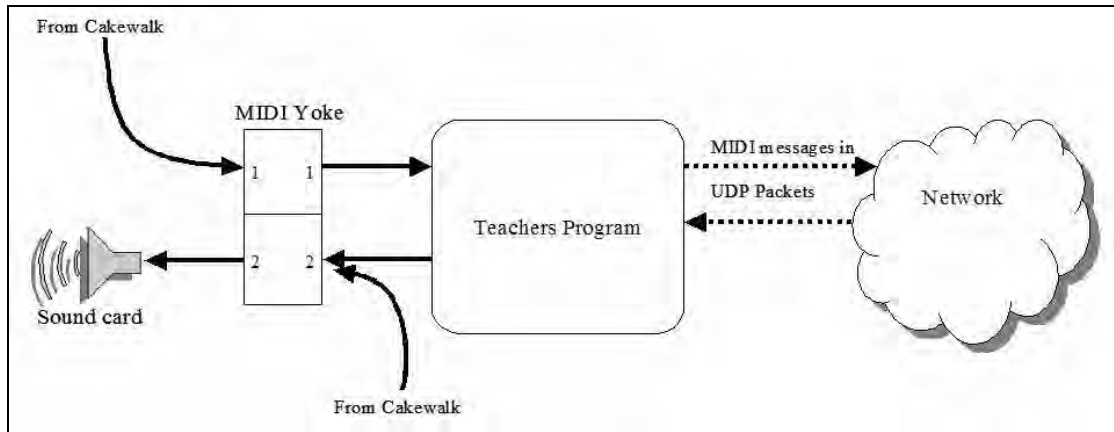 From Cakewalk
MIDI Yoke
1 1
2 2
Sound card
From Cakewalk
Teachers Program
MIDI messages in
UDP Packets
Network